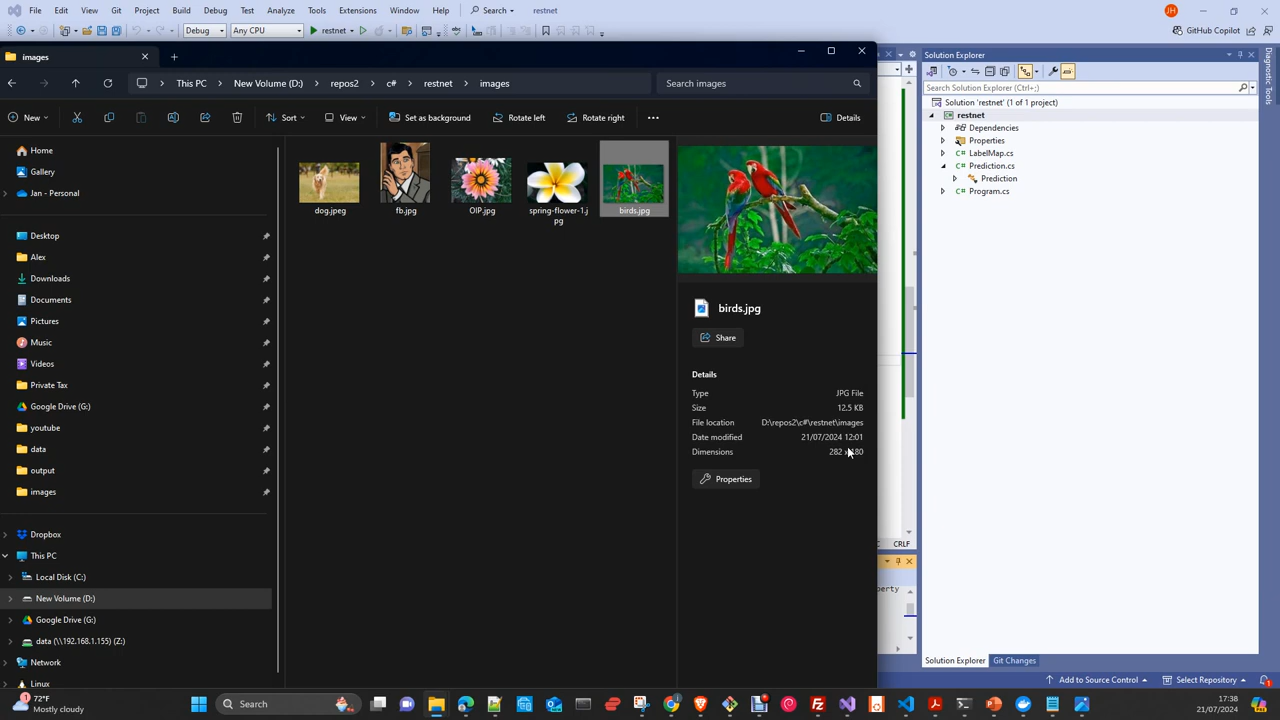 File Edit View Git Project Build Debug Test Analyze Tools Extensions Window Help Search restnet JH
Debug Any CPU restnet GitHub Copilot
images
New Volume (D:) repos2 c# restnet images Search images
New Set as background Rotate left Rotate right Details
Home
Gallery
Jan - Personal
Desktop
Alex
Downloads
Documents
Pictures
Music
Videos
Private Tax
Google Drive (G:)
youtube
data
output
images
Dropbox
This PC
Local Disk (C:)
New Volume (D:)
Google Drive (G:)
data (\\192.168.1.155) (Z:)
Network
Linux
dog.jpeg
fb.jpg
OIP.jpg
spring-flower-1.j
pg
birds.jpg
birds.jpg
Share
Details
Type JPG File
Size 12.5 KB
File location D:\repos2\c#\restnet\images
Date modified 21/07/2024 12:01
Dimensions 282 x 180
Properties
CRLF
Solution Explorer
Search Solution Explorer (Ctrl+;)
Solution 'restnet' (1 of 1 project)
restnet
Dependencies
Properties
LabelMap.cs
Prediction.cs
Prediction
Program.cs
Diagnostic Tools
Solution Explorer Git Changes
Add to Source Control Select Repository
72°F
Mostly cloudy
Search
17:38
21/07/2024